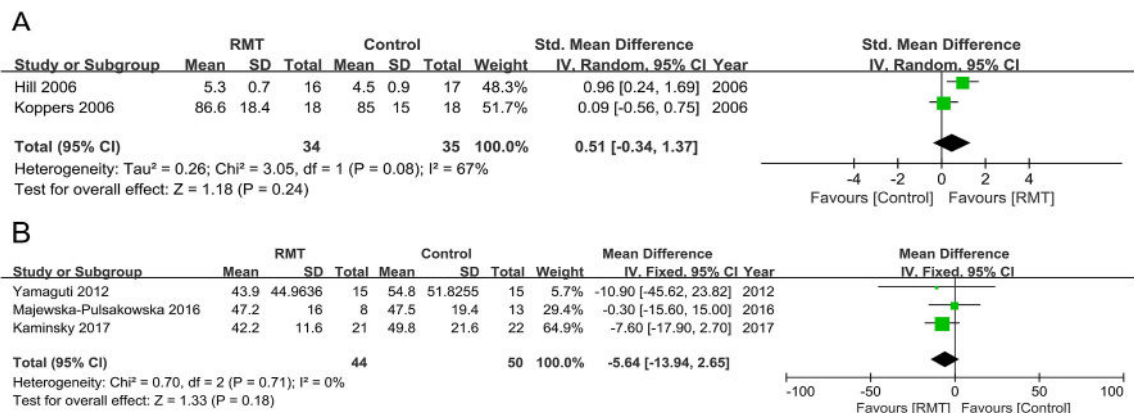 A
RMT Control Std. Mean Difference Std. Mean Difference
Study or Subgroup Mean SD Total Mean SD Total Weight IV. Random. 95% CI Year IV. Random. 95% CI
Hill 2006 5.3 0.7 16 4.5 0.9 17 48.3% 0.96 [0.24, 1.69] 2006
Koppers 2006 86.6 18.4 18 85 15 18 51.7% 0.09 [-0.56, 0.75] 2006
Total (95% CI) 34 35 100.0% 0.51 [-0.34, 1.37]
Heterogeneity: Tau² = 0.26; Chi² = 3.05, df = 1 (P = 0.08); I² = 67%
Test for overall effect: Z = 1.18 (P = 0.24)
-4 -2 0 2 4
Favours [Control] Favours [RMT]
B
RMT Control Mean Difference Mean Difference
Study or Subgroup Mean SD Total Mean SD Total Weight IV. Fixed. 95% CI Year IV. Fixed. 95% CI
Yamaguti 2012 43.9 44.9636 15 54.8 51.8255 15 5.7% -10.90 [-45.62, 23.82] 2012
Majewska-Pulsakowska 2016 47.2 16 8 47.5 19.4 13 29.4% -0.30 [-15.60, 15.00] 2016
Kaminsky 2017 42.2 11.6 21 49.8 21.6 22 64.9% -7.60 [-17.90, 2.70] 2017
Total (95% CI) 44 50 100.0% -5.64 [-13.94, 2.65]
Heterogeneity: Chi² = 0.70, df = 2 (P = 0.71); I² = 0%
Test for overall effect: Z = 1.33 (P = 0.18)
-100 -50 0 50 100
Favours [RMT] Favours [Control]